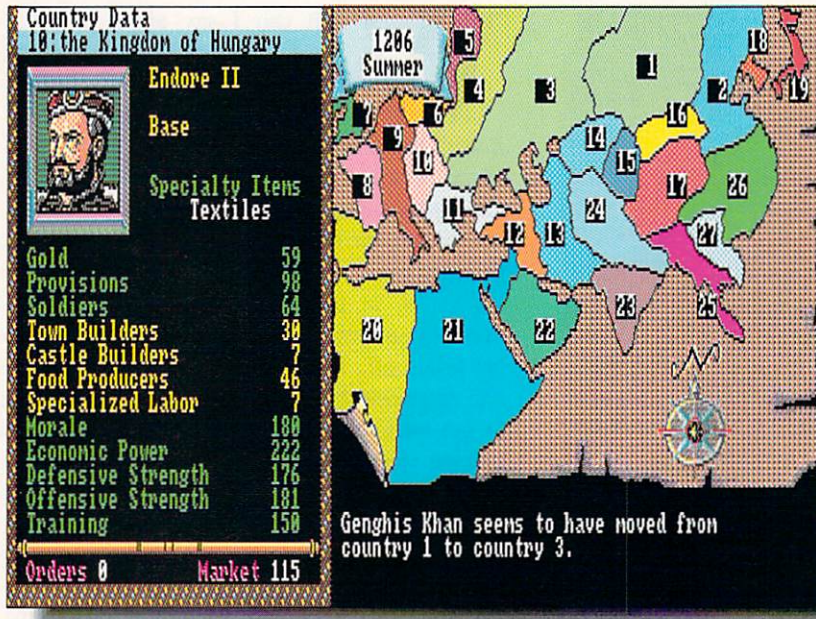 Country Data
10:the Kingdom of Hungary
Endore II
Base
Specialty Items
Textiles
Gold 59
Provisions 98
Soldiers 64
Town Builders 30
Castle Builders 7
Food Producers 46
Specialized Labor 7
Morale 180
Economic Power 222
Defensive Strength 176
Offensive Strength 181
Training 150
Orders 0 Market 115
1206
Summer
5
18
1
4
3
2
19
7
6
16
9
14
10
15
8
17
26
11
24
12
13
27
23
25
20
21
22
N
Genghis Khan seems to have moved from
country 1 to country 3.